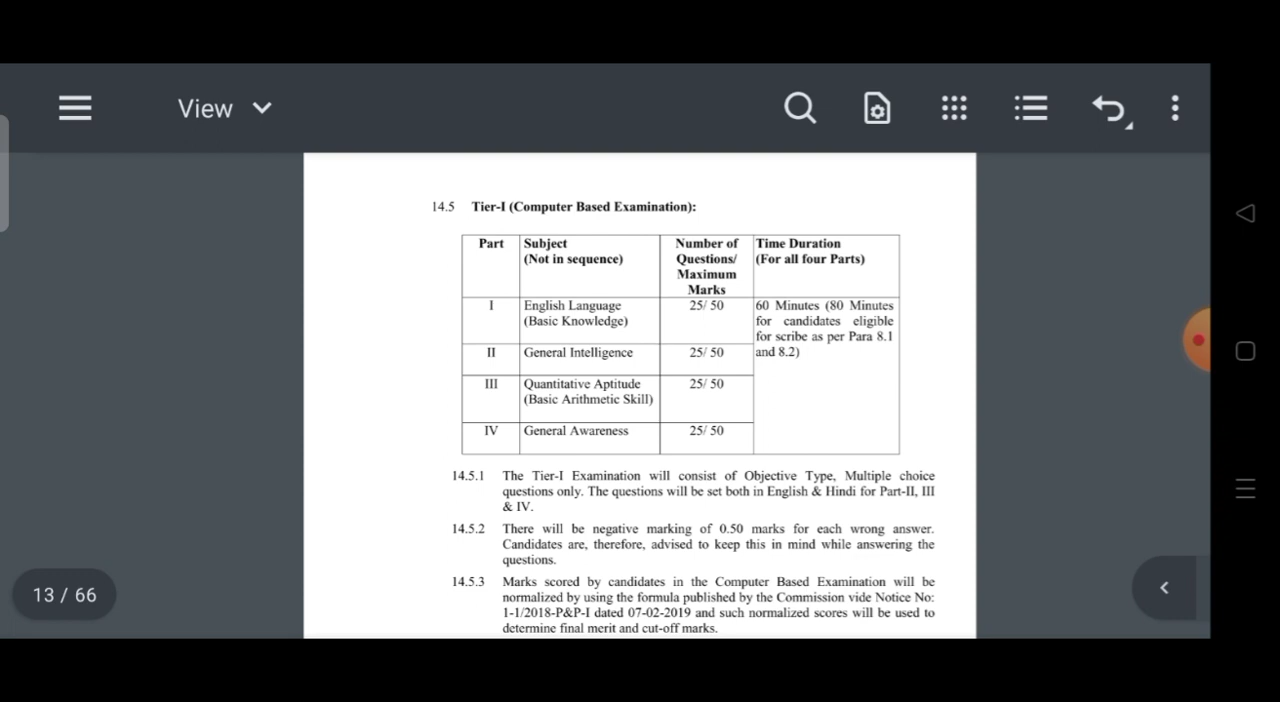 View
14.5 Tier-I (Computer Based Examination):
Part Subject Number of Time Duration
(Not in sequence) Questions/ (For all four Parts)
Maximum
Marks
I English Language 25/ 50 60 Minutes (80 Minutes
(Basic Knowledge) for candidates eligible
for scribe as per Para 8.1
II General Intelligence 25/ 50 and 8.2)
III Quantitative Aptitude 25/ 50
(Basic Arithmetic Skill)
IV General Awareness 25/ 50
14.5.1 The Tier-I Examination will consist of Objective Type, Multiple choice
questions only. The questions will be set both in English & Hindi for Part-II, III
& IV.
14.5.2 There will be negative marking of 0.50 marks for each wrong answer.
Candidates are, therefore, advised to keep this in mind while answering the
questions.
14.5.3 Marks scored by candidates in the Computer Based Examination will be
normalized by using the formula published by the Commission vide Notice No:
1-1/2018-P&P-I dated 07-02-2019 and such normalized scores will be used to
determine final merit and cut-off marks.
13 / 66